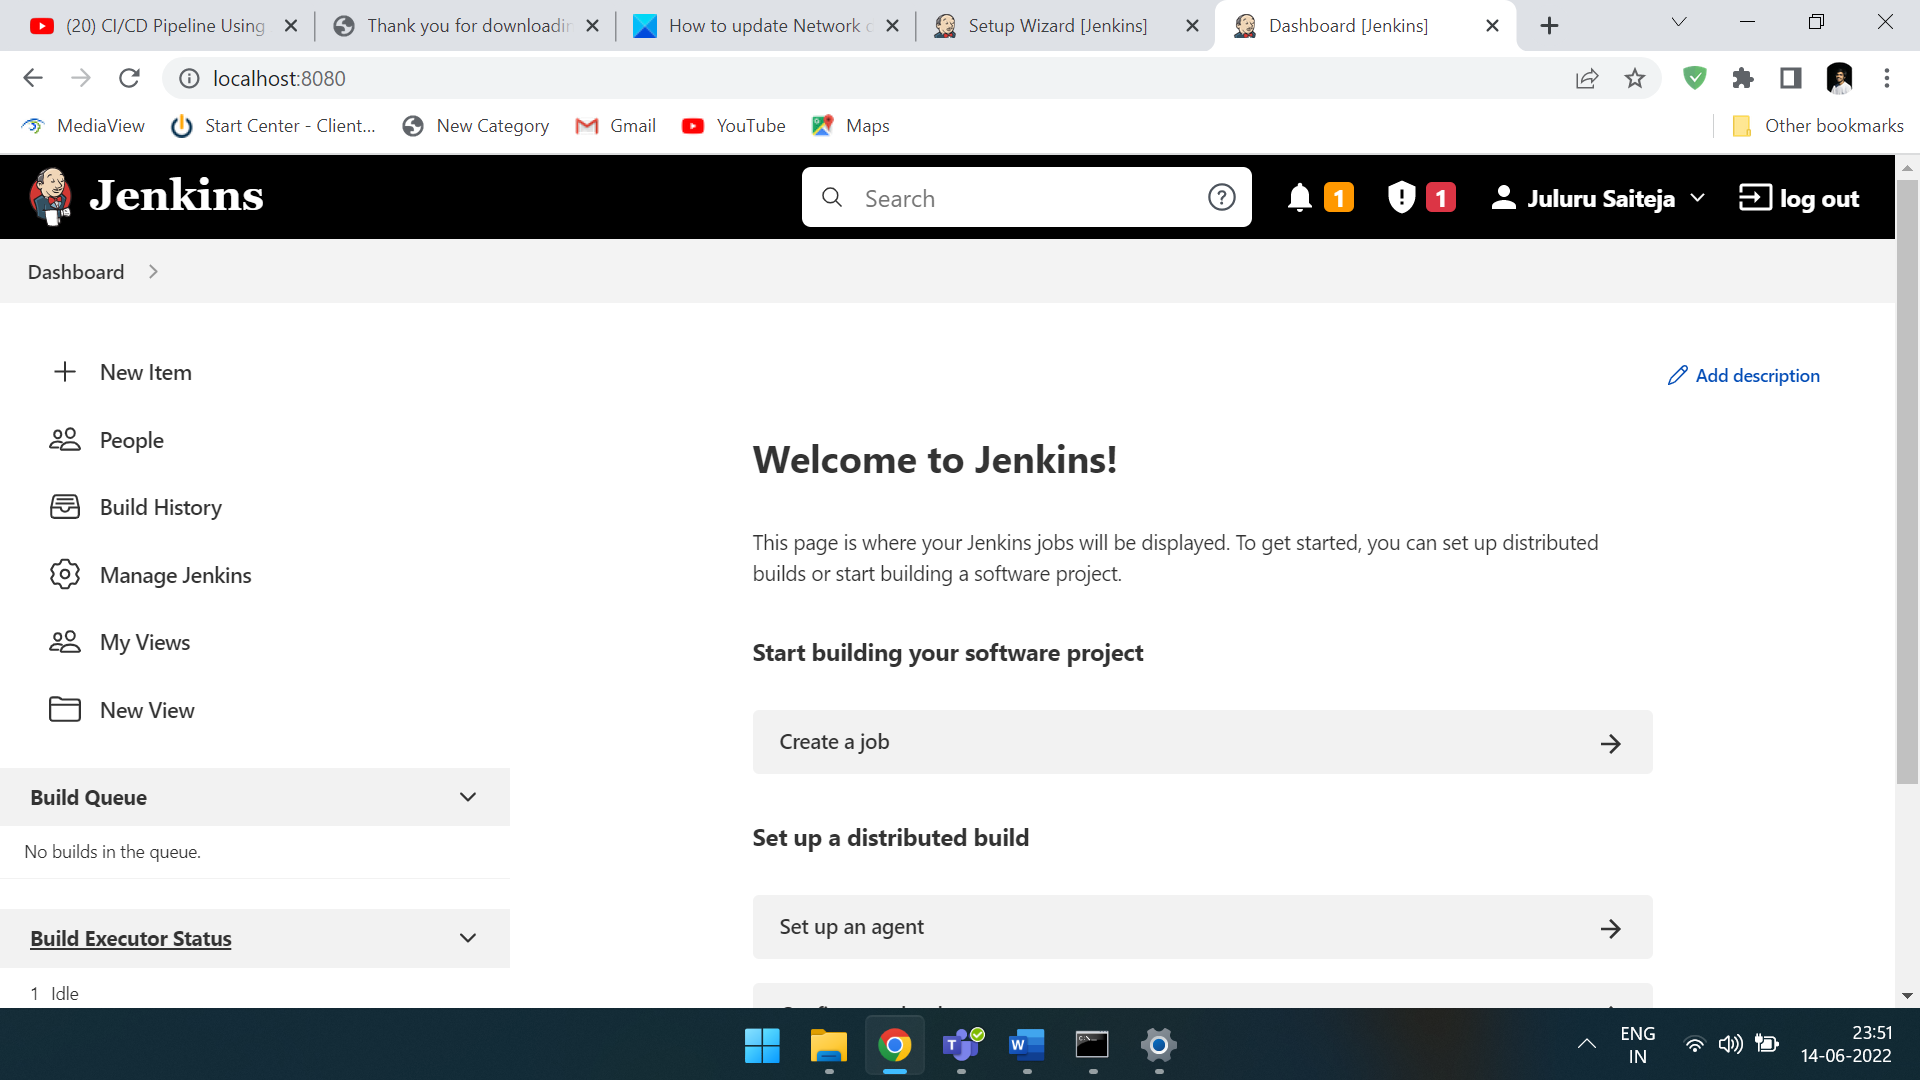 (20) CI/CD Pipeline Using
Thank you for downloadin
How to update Network d
Setup Wizard [Jenkins]
Dashboard [Jenkins]
localhost:8080
MediaView
Start Center - Client...
New Category
Gmail
YouTube
Maps
Other bookmarks
Jenkins
Search
1
1
Juluru Saiteja
log out
Dashboard
New Item
People
Build History
Manage Jenkins
My Views
New View
Build Queue
No builds in the queue.
Build Executor Status
1 Idle
Add description
Welcome to Jenkins!
This page is where your Jenkins jobs will be displayed. To get started, you can set up distributed
builds or start building a software project.
Start building your software project
Create a job
Set up a distributed build
Set up an agent
ENG
IN
23:51
14-06-2022